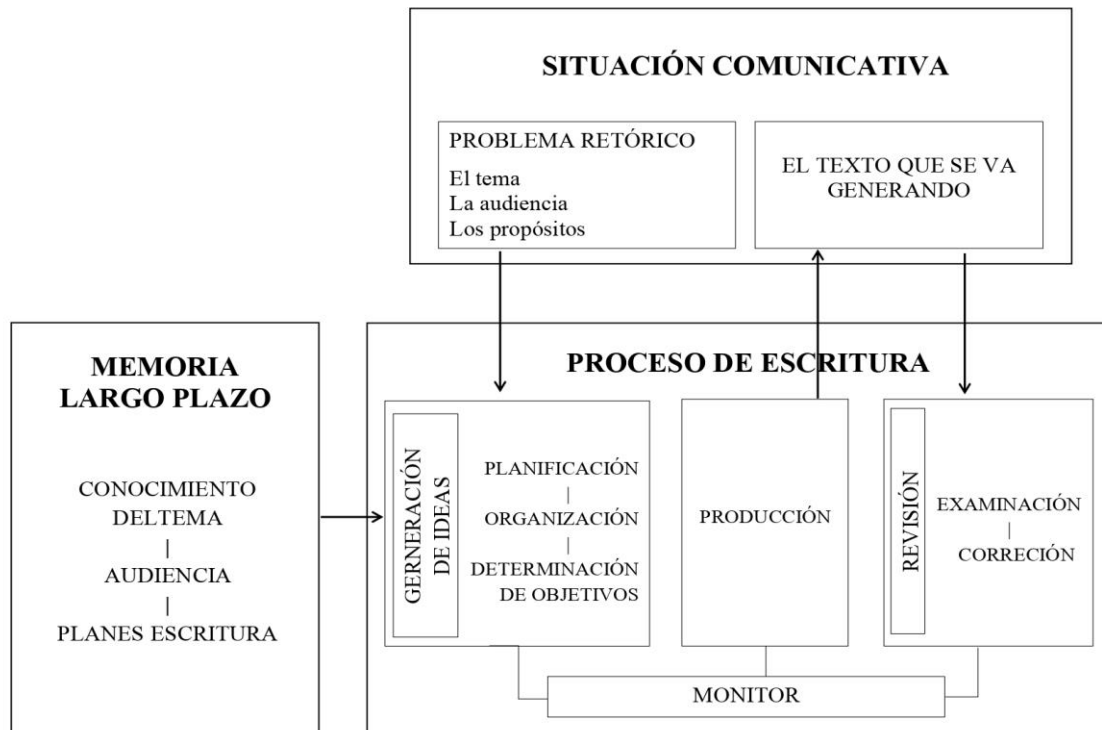 SITUACIÓN COMUNICATIVA
PROBLEMA RETÓRICO
El tema
La audiencia
Los propósitos
EL TEXTO QUE SE VA
GENERANDO
MEMORIA
LARGO PLAZO
CONOCIMIENTO
DELTEMA
AUDIENCIA
PLANES ESCRITURA
PROCESO DE ESCRITURA
GERNERACIÓN
DE IDEAS
PLANIFICACIÓN
ORGANIZACIÓN
DETERMINACIÓN
DE OBJETIVOS
PRODUCCIÓN
REVISIÓN
EXAMINACIÓN
CORRECIÓN
MONITOR